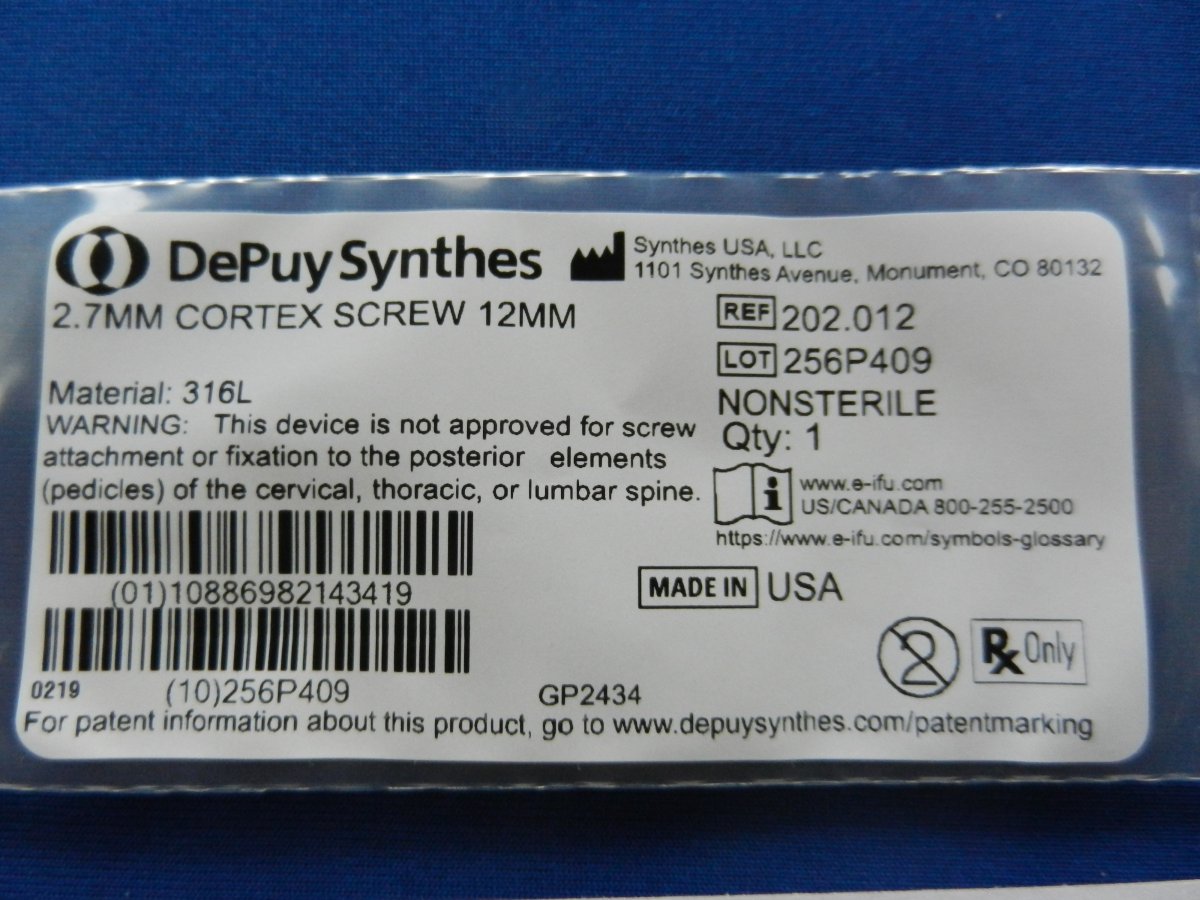 DePuy Synthes
Synthes USA, LLC
1101 Synthes Avenue, Monument, CO 80132
2.7MM CORTEX SCREW 12MM
REF 202.012
LOT 256P409
NONSTERILE
Qty: 1
Material: 316L
WARNING: This device is not approved for screw
attachment or fixation to the posterior elements
(pedicles) of the cervical, thoracic, or lumbar spine.
i www.e-ifu.com
US/CANADA 800-255-2500
https://www.e-ifu.com/symbols-glossary
(01)10886982143419
MADE IN USA
2
Rx Only
0219 (10)256P409 GP2434
For patent information about this product, go to www.depuysynthes.com/patentmarking